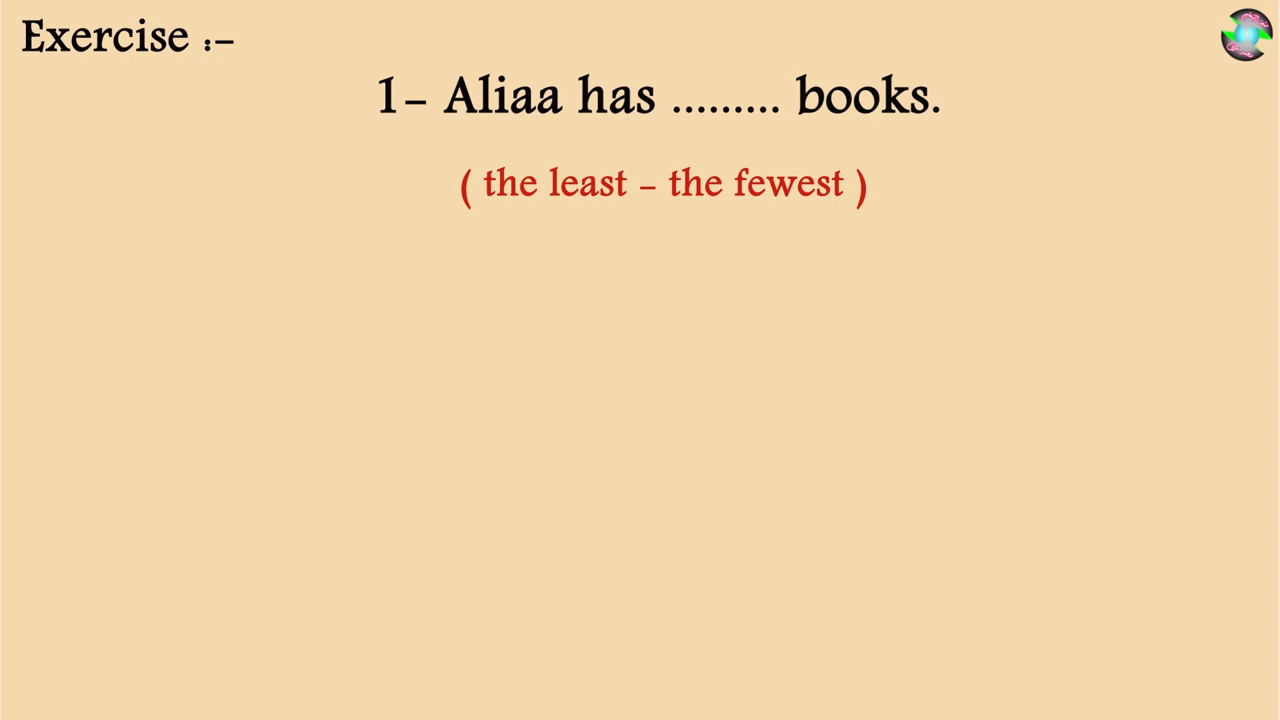 Exercise :-
1- Aliaa has ......... books.
( the least - the fewest )